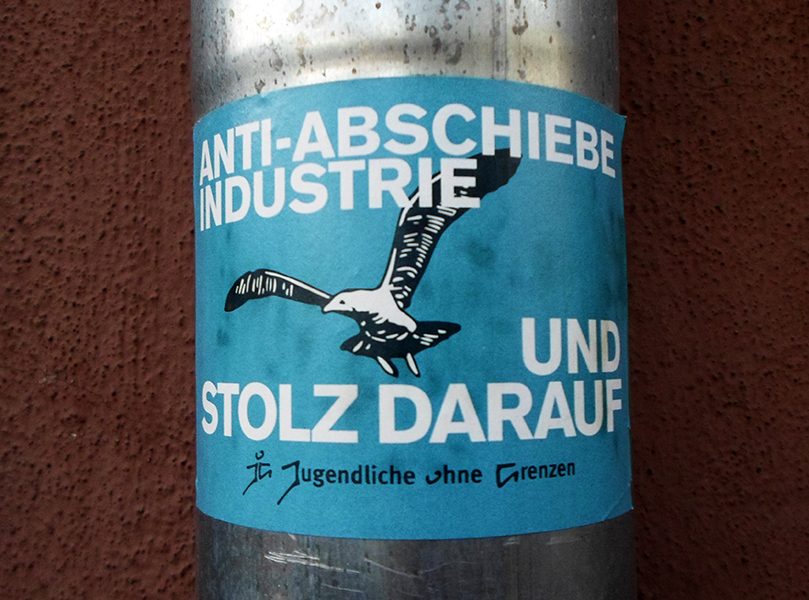 ANTI-ABSCHIEBE
INDUSTRIE
UND
STOLZ DARAUF
Jugendliche ohne Grenzen